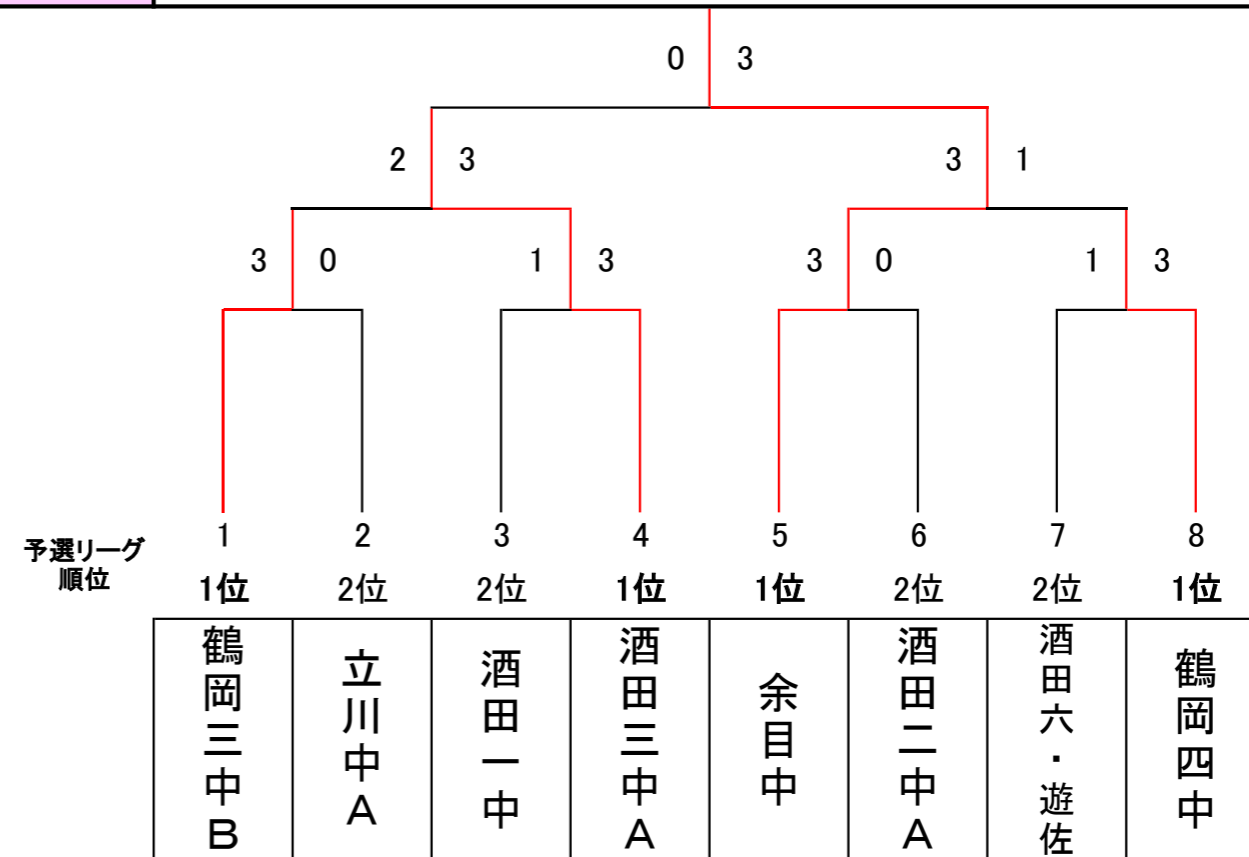 0 3
2 3 3 1
3 0 1 3 3 0 1 3
予選リーグ
順位
1 2 3 4 5 6 7 8
1位 2位 2位 1位 1位 2位 2位 1位
鶴岡三中B
立川中A
酒田一中
酒田三中A
余目中
酒田二中A
酒田六・遊佐
鶴岡四中